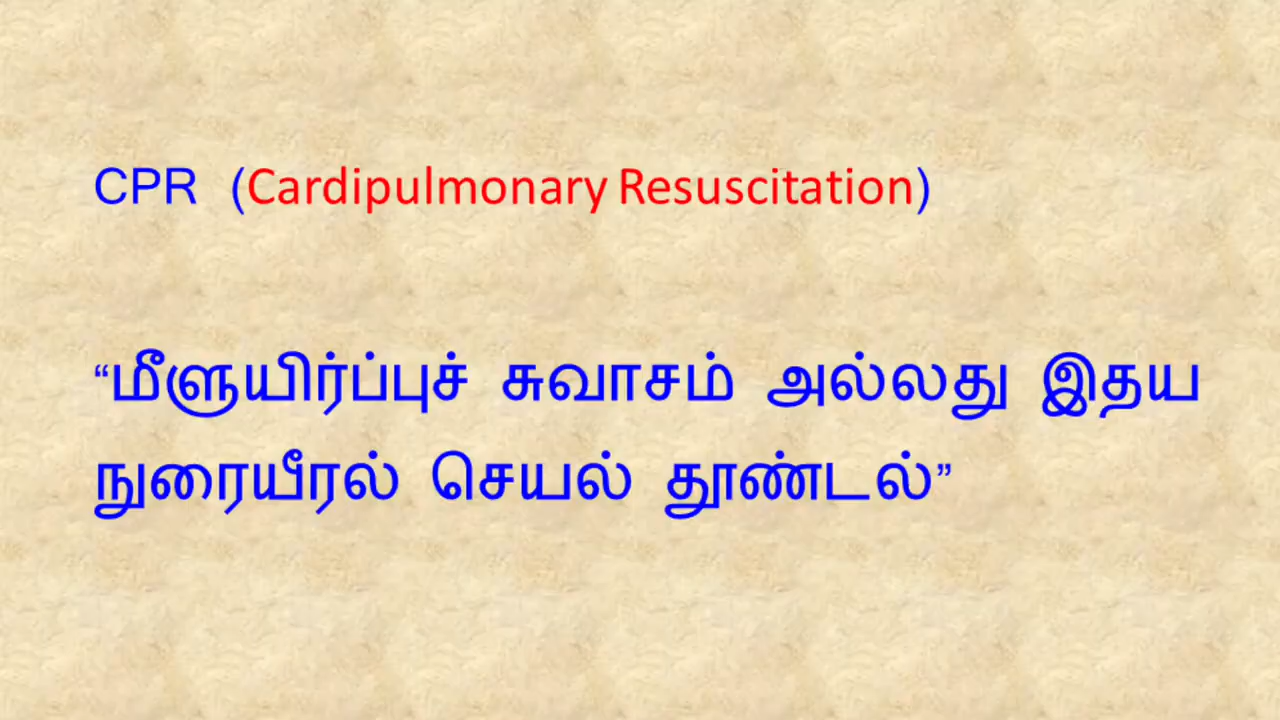 CPR (Cardipulmonary Resuscitation)
“மீளுயிர்ப்புச் சுவாசம் அல்லது இதய
நுரையீரல் செயல் தூண்டல்”